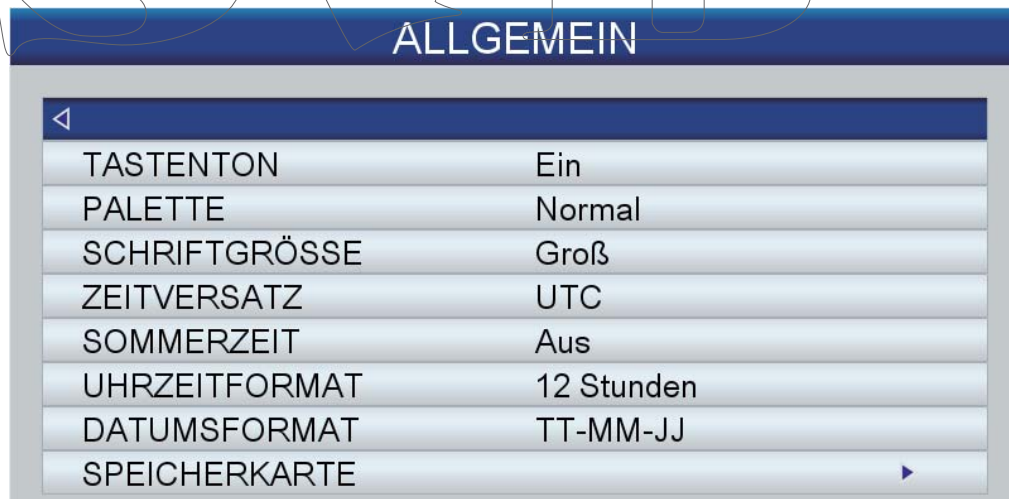 ALLGEMEIN
TASTENTON Ein
PALETTE Normal
SCHRIFTGRÖSSE Groß
ZEITVERSATZ UTC
SOMMERZEIT Aus
UHRZEITFORMAT 12 Stunden
DATUMSFORMAT TT-MM-JJ
SPEICHERKARTE